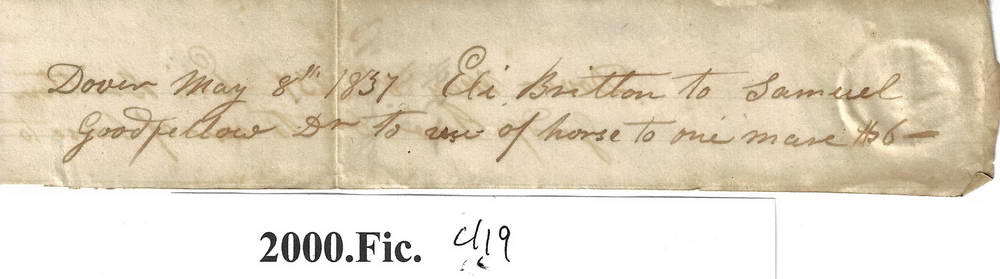 Dover May 8th 1837 Eli Britton to Samuel
Goodfellow Dr to use of horse to one mare $6—
2000.Fic.